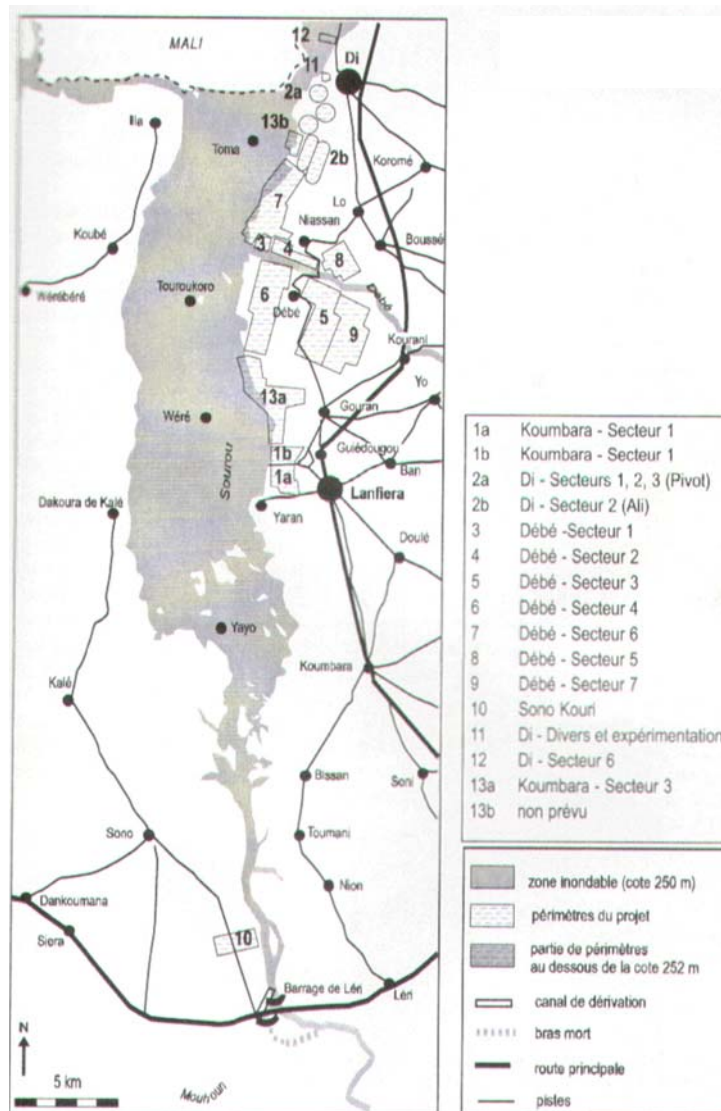 12
MALI
Di
11
2a
Illa
13b
Toma
2b
Koromé
7
Lo
Niassan
Koubé
3
4
8
Boussé
Wérébéré
Touroukoro
6
Débé
Débé
5
9
Kourani
13a
Yo
Gouran
Wéré
Guiédougou
1b
Ban
Sourou
1a
Lanfiera
Dakoura de Kalé
Yaran
Doulé
Yayo
Koumbara
Kalé
Bissan
Soni
Sono
Toumani
Nion
Dankoumana
Siera
10
Barrage de Léri
Léri
N
5 km
Mouhoun
1a Koumbara - Secteur 1
1b Koumbara - Secteur 1
2a Di - Secteurs 1, 2, 3 (Pivot)
2b Di - Secteur 2 (Ali)
3 Débé -Secteur 1
4 Débé - Secteur 2
5 Débé - Secteur 3
6 Débé - Secteur 4
7 Débé - Secteur 6
8 Débé - Secteur 5
9 Débé - Secteur 7
10 Sono Kouri
11 Di - Divers et expérimentation
12 Di - Secteur 6
13a Koumbara - Secteur 3
13b non prévu
zone inondable (cote 250 m)
périmètres du projet
partie de périmètres
au dessous de la cote 252 m
canal de dérivation
bras mort
route principale
pistes